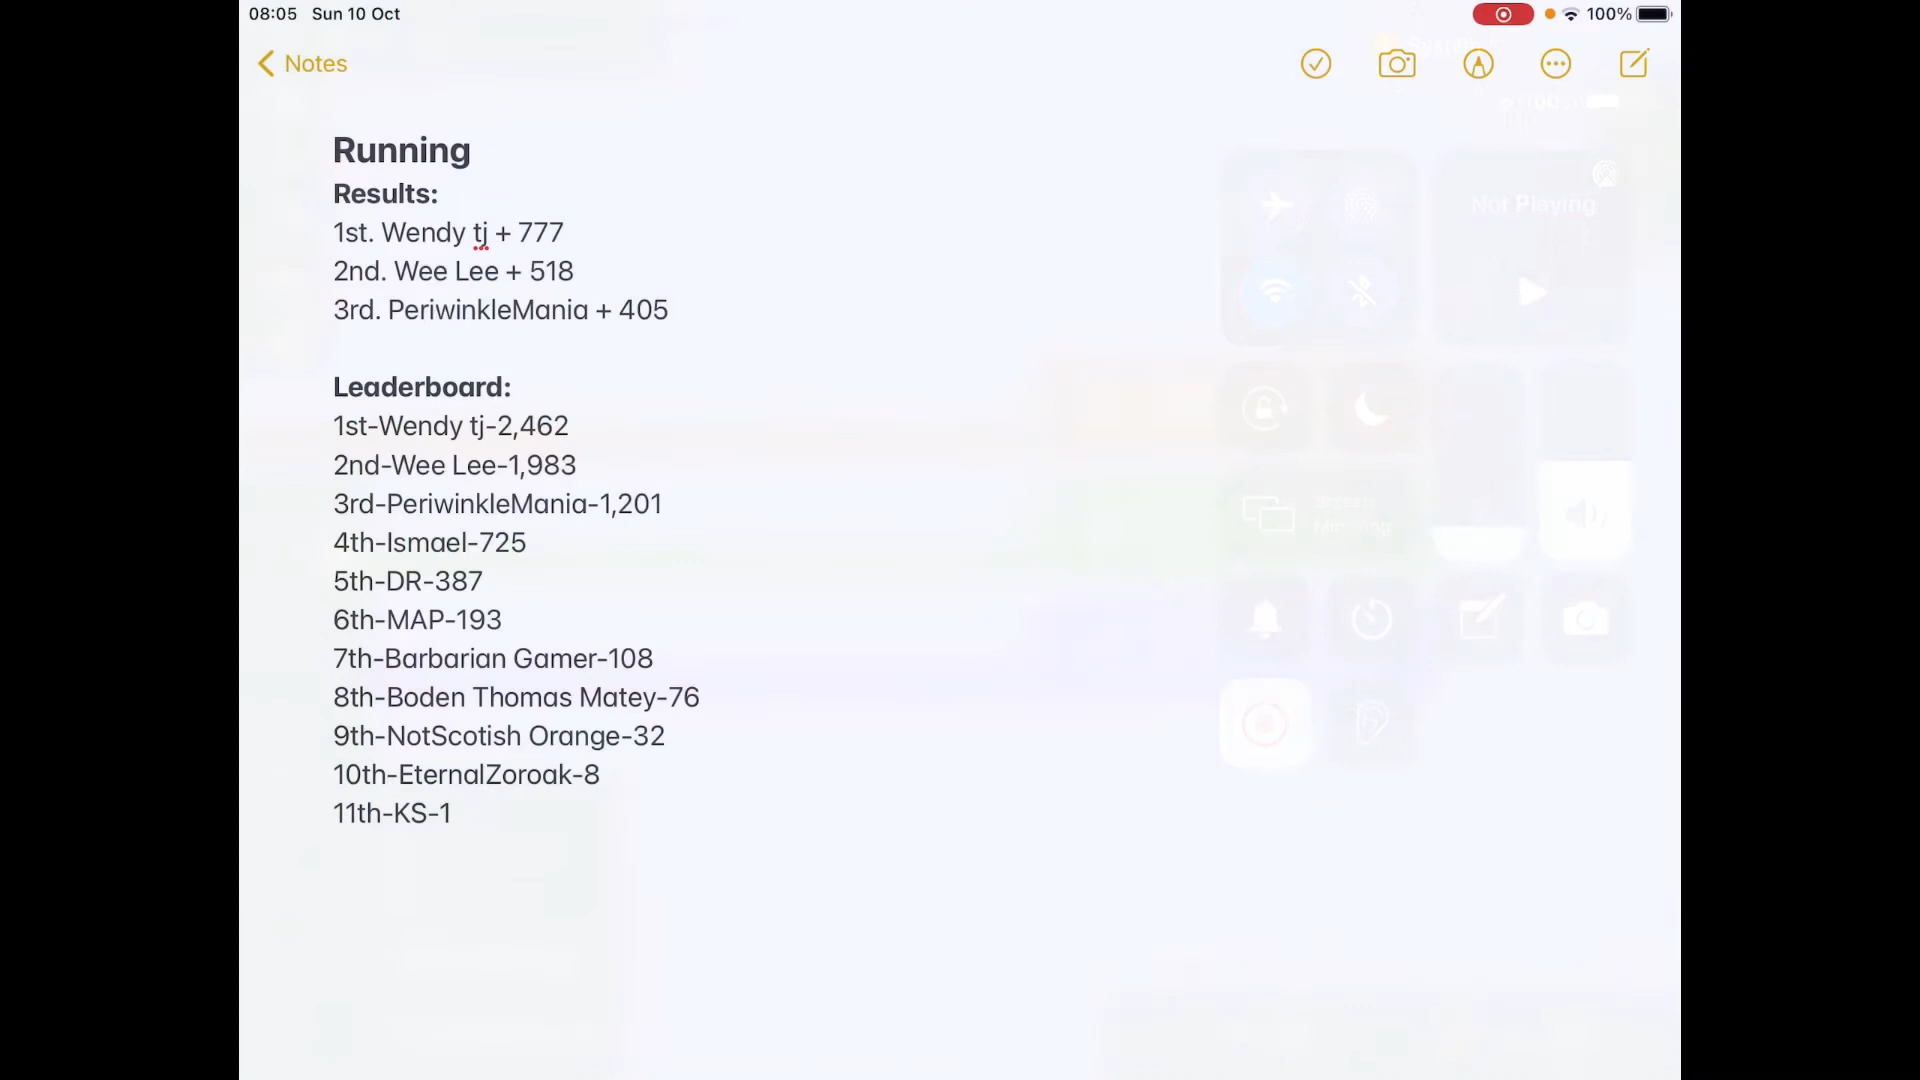 08:05 Sun 10 Oct
100%
Notes
Running
Results:
1st. Wendy tj + 777
2nd. Wee Lee + 518
3rd. PeriwinkleMania + 405
Leaderboard:
1st-Wendy tj-2,462
2nd-Wee Lee-1,983
3rd-PeriwinkleMania-1,201
4th-Ismael-725
5th-DR-387
6th-MAP-193
7th-Barbarian Gamer-108
8th-Boden Thomas Matey-76
9th-NotScotish Orange-32
10th-EternalZoroak-8
11th-KS-1
Not Playing